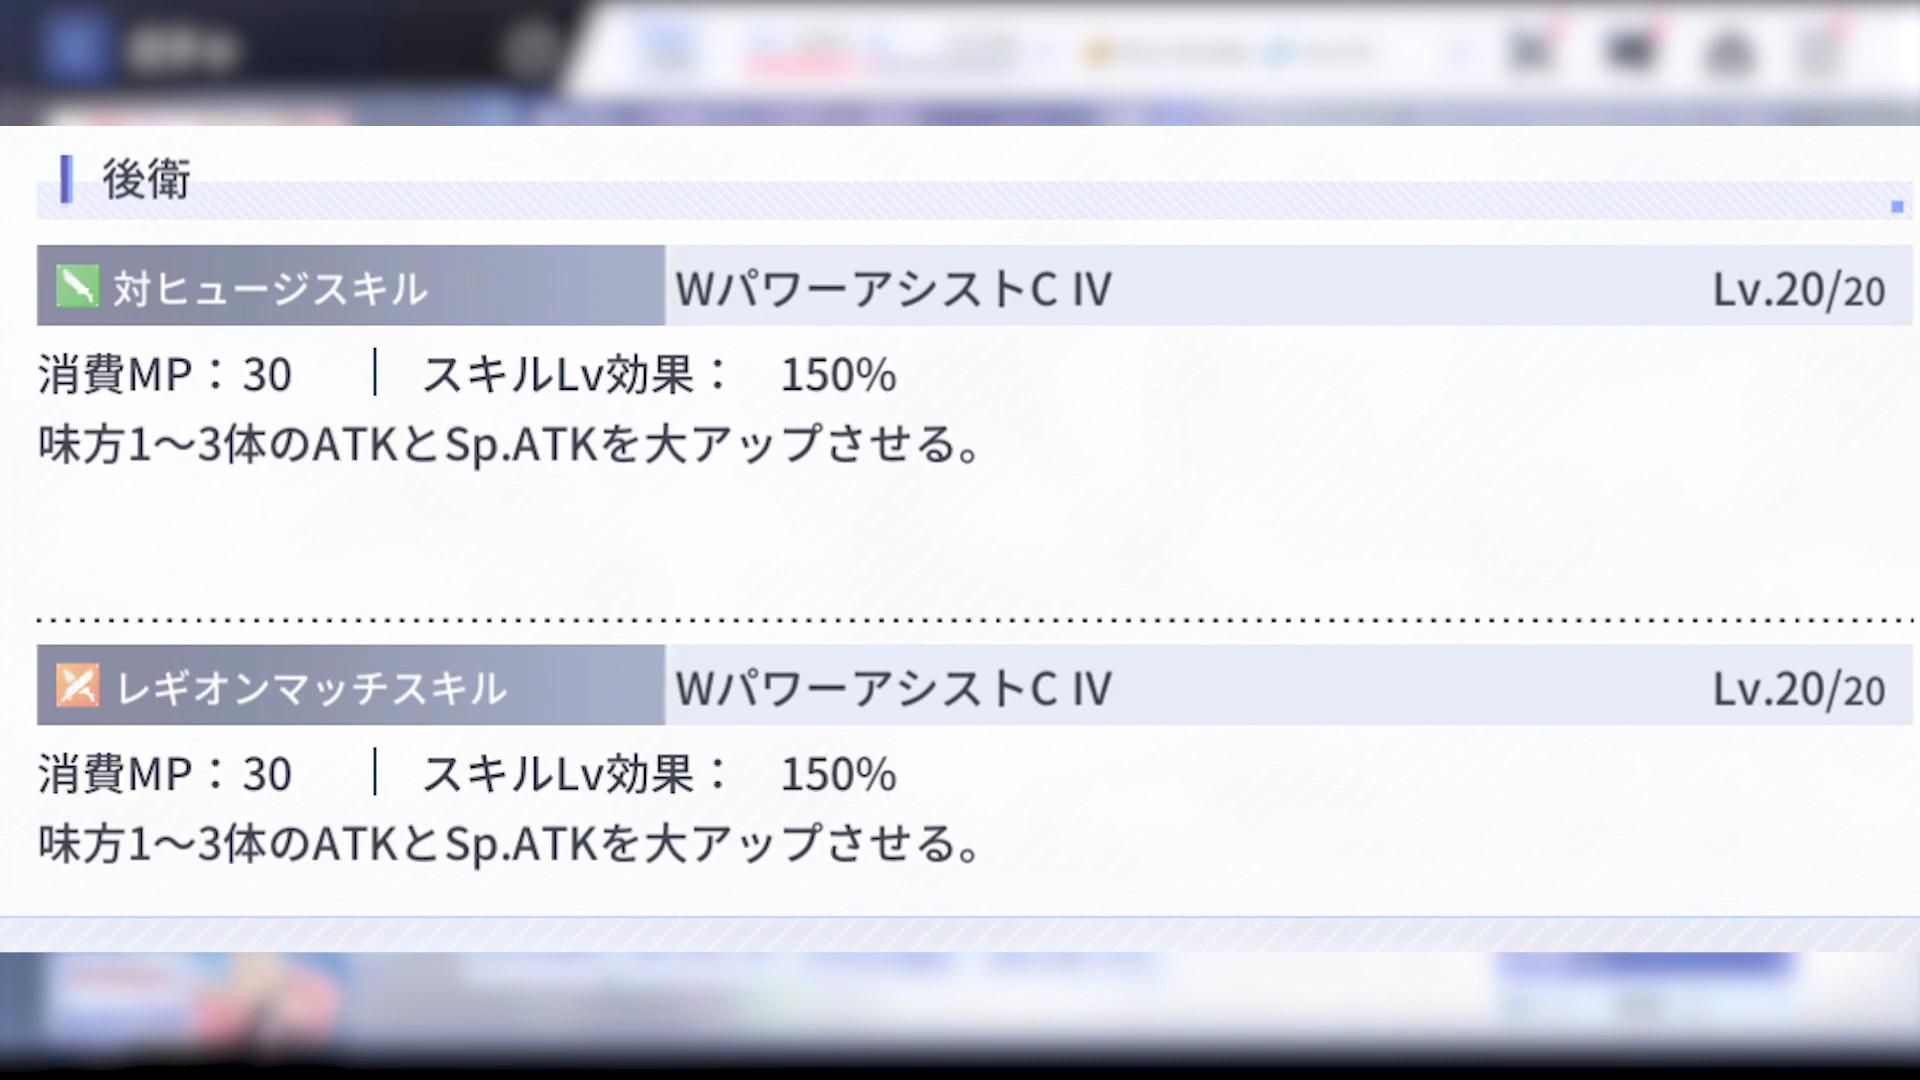 後衛
対ヒュージスキル WパワーアシストC Ⅳ Lv.20/20
消費MP：30 | スキルLv効果： 150%
味方1〜3体のATKとSp.ATKを大アップさせる。
レギオンマッチスキル WパワーアシストC Ⅳ Lv.20/20
消費MP：30 | スキルLv効果： 150%
味方1〜3体のATKとSp.ATKを大アップさせる。